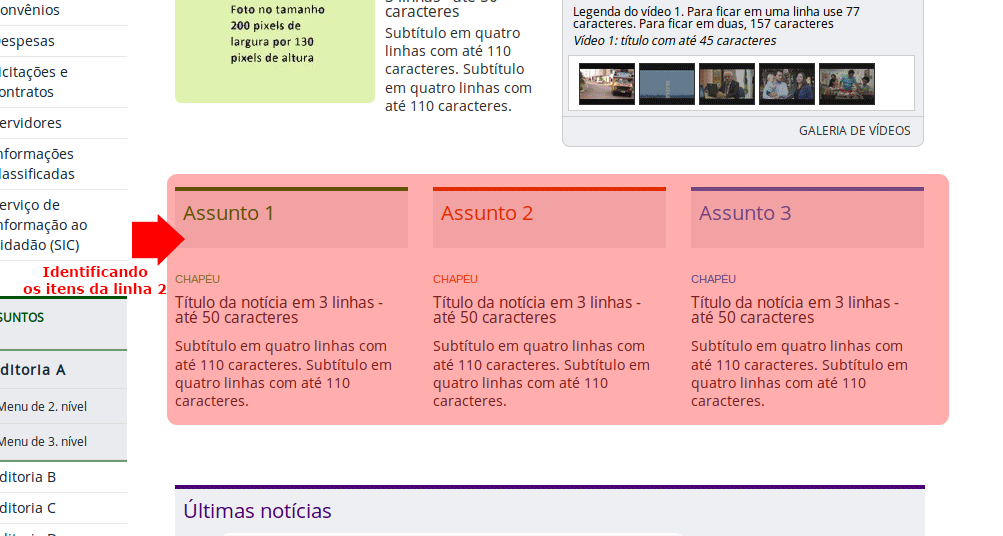 onvênios
espesas
icitações e
ontratos
ervidores
nformações
lassificadas
erviço de
nformação ao
idadão (SIC)
Identificando
os itens da linha 2
SUNTOS
ditoria A
Menu de 2. nível
Menu de 3. nível
ditoria B
ditoria C
Foto no tamanho
200 pixels de
largura por 130
pixels de altura
caracteres
Subtítulo em quatro
linhas com até 110
caracteres. Subtítulo
em quatro linhas com
até 110 caracteres.
Legenda do vídeo 1. Para ficar em uma linha use 77
caracteres. Para ficar em duas, 157 caracteres
Vídeo 1: título com até 45 caracteres
GALERIA DE VÍDEOS
Assunto 1
CHAPÉU
Título da notícia em 3 linhas -
até 50 caracteres
Subtítulo em quatro linhas com
até 110 caracteres. Subtítulo em
quatro linhas com até 110
caracteres.
Assunto 2
CHAPÉU
Título da notícia em 3 linhas -
até 50 caracteres
Subtítulo em quatro linhas com
até 110 caracteres. Subtítulo em
quatro linhas com até 110
caracteres.
Assunto 3
CHAPÉU
Título da notícia em 3 linhas -
até 50 caracteres
Subtítulo em quatro linhas com
até 110 caracteres. Subtítulo em
quatro linhas com até 110
caracteres.
Últimas notícias